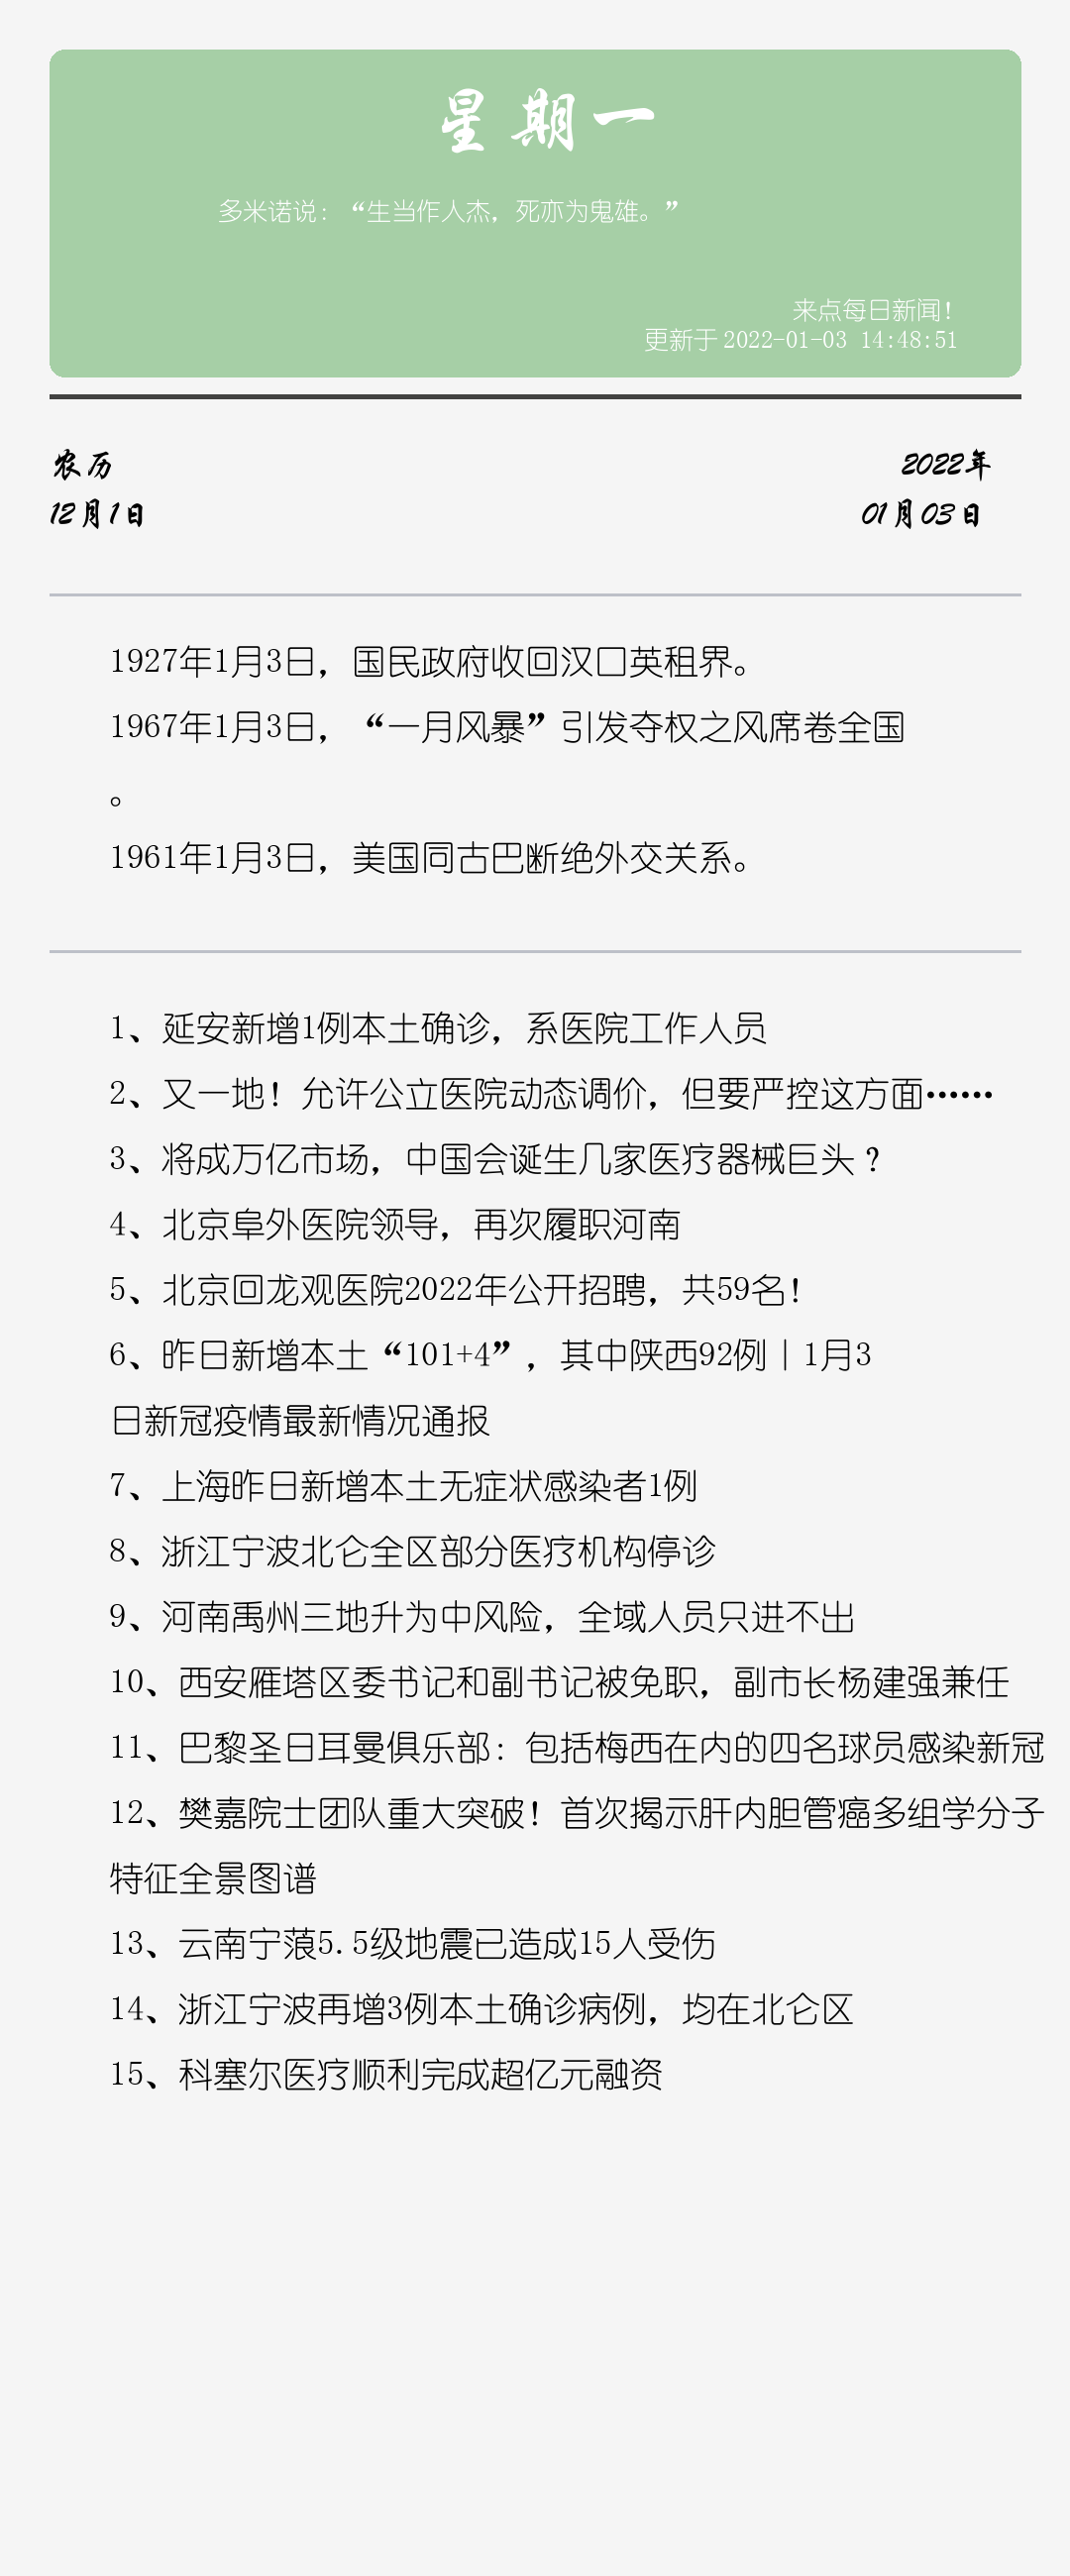 星期一
多米诺说：“生当作人杰，死亦为鬼雄。”
来点每日新闻！
更新于2022-01-03 14:48:51
农历
12月1日
2022年
01月03日
1927年1月3日，国民政府收回汉口英租界。
1967年1月3日，“一月风暴”引发夺权之风席卷全国
。
1961年1月3日，美国同古巴断绝外交关系。
1、延安新增1例本土确诊，系医院工作人员
2、又一地！允许公立医院动态调价，但要严控这方面……
3、将成万亿市场，中国会诞生几家医疗器械巨头？
4、北京阜外医院领导，再次履职河南
5、北京回龙观医院2022年公开招聘，共59名！
6、昨日新增本土“101+4”，其中陕西92例｜1月3
日新冠疫情最新情况通报
7、上海昨日新增本土无症状感染者1例
8、浙江宁波北仑全区部分医疗机构停诊
9、河南禹州三地升为中风险，全域人员只进不出
10、西安雁塔区委书记和副书记被免职，副市长杨建强兼任
11、巴黎圣日耳曼俱乐部：包括梅西在内的四名球员感染新冠
12、樊嘉院士团队重大突破！首次揭示肝内胆管癌多组学分子
特征全景图谱
13、云南宁蒗5.5级地震已造成15人受伤
14、浙江宁波再增3例本土确诊病例，均在北仑区
15、科塞尔医疗顺利完成超亿元融资